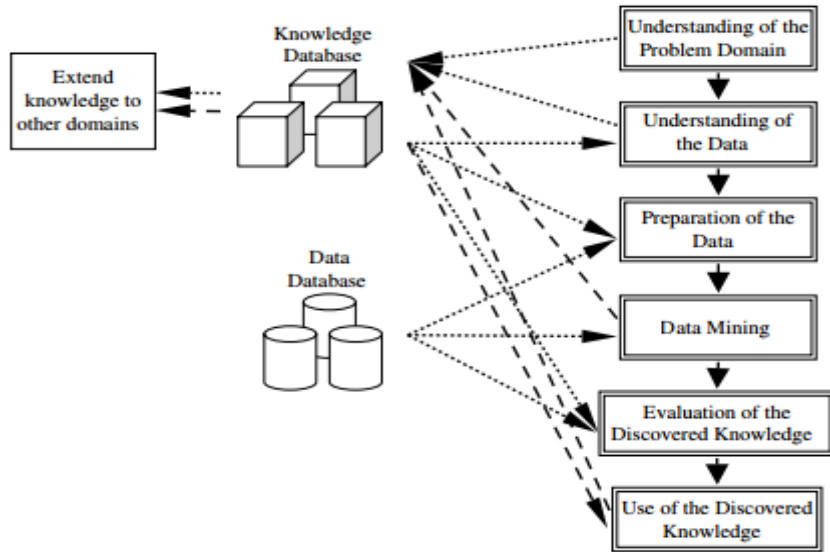 Knowledge
Database
Extend
knowledge to
other domains
Data
Database
Understanding of the
Problem Domain
Understanding of
the Data
Preparation of the
Data
Data Mining
Evaluation of the
Discovered Knowledge
Use of the Discovered
Knowledge